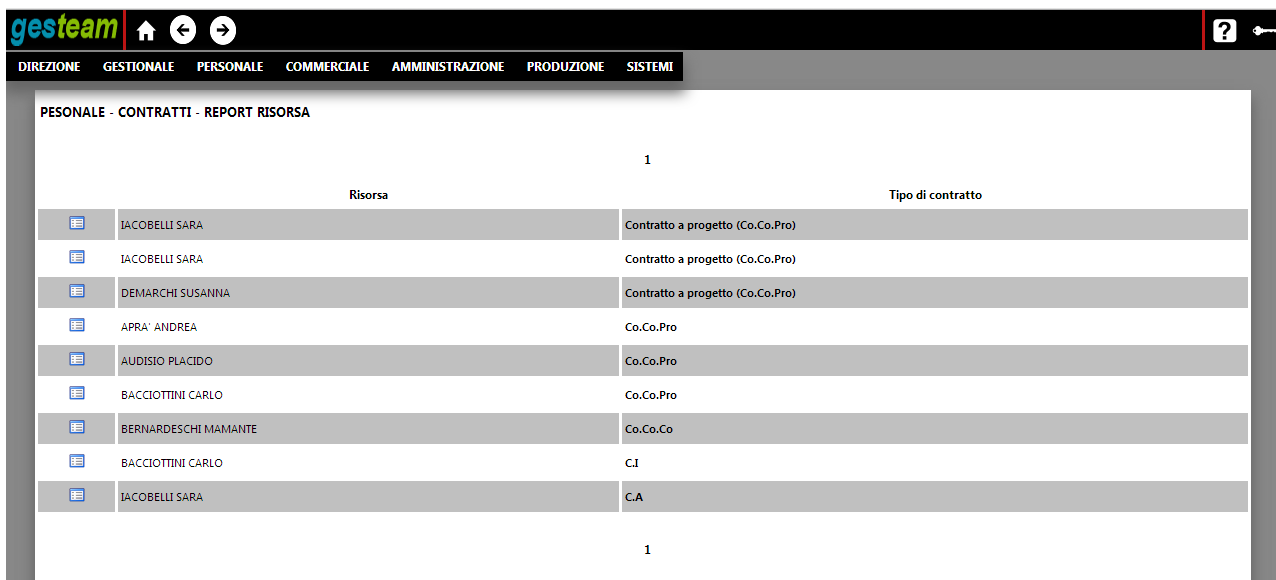 gesteam
?
DIREZIONE GESTIONALE PERSONALE COMMERCIALE AMMINISTRAZIONE PRODUZIONE SISTEMI
PESONALE - CONTRATTI - REPORT RISORSA
1
Risorsa Tipo di contratto
IACOBELLI SARA Contratto a progetto (Co.Co.Pro)
IACOBELLI SARA Contratto a progetto (Co.Co.Pro)
DEMARCHI SUSANNA Contratto a progetto (Co.Co.Pro)
APRA' ANDREA Co.Co.Pro
AUDISIO PLACIDO Co.Co.Pro
BACCIOTTINI CARLO Co.Co.Pro
BERNARDESCHI MAMANTE Co.Co.Co
BACCIOTTINI CARLO C.I
IACOBELLI SARA C.A
1